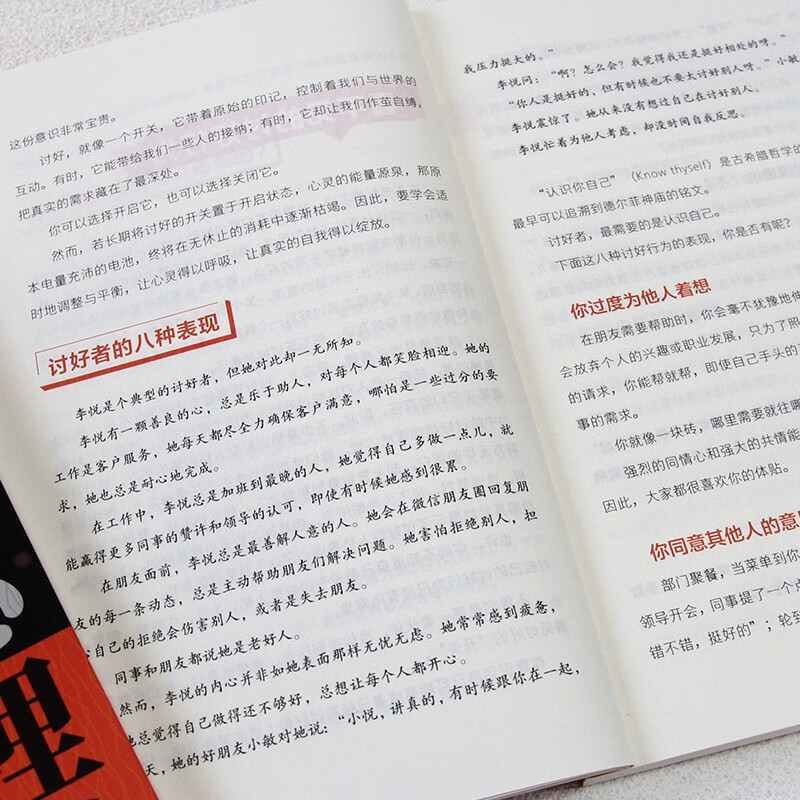 这份意识非常宝贵。
讨好，就像一个开关，它带着原始的印记，控制着我们与世界的
互动。有时，它能带给我们一些人的接纳；有时，它却让我们作茧自缚，
把真实的需求藏在了最深处。
你可以选择开启它，也可以选择关闭它。
然而，若长期将讨好的开关置于开启状态，心灵的能量源泉，那原
本电量充沛的电池，终将在无休止的消耗中逐渐枯竭。因此，要学会适
时地调整与平衡，让心灵得以呼吸，让真实的自我得以绽放。
讨好者的八种表现
李悦是个典型的讨好者，但她对此却一无所知。
李悦有一颗善良的心，总是乐于助人，对每个人都笑脸相迎。她的
工作是客户服务，她每天都尽全力确保客户满意，哪怕是一些过分的要
求，她也总是耐心地完成。
在工作中，李悦总是加班到最晚的人，她觉得自己多做一点儿，就
能赢得更多同事的赞许和领导的认可，即使有时候她感到很累。
在朋友面前，李悦总是最善解人意的人。她会在微信朋友圈回复朋
友的每一条动态，总是主动帮助朋友们解决问题。她害怕拒绝别人，担
自己的拒绝会伤害别人，或者是失去朋友。
同事和朋友都说她是老好人。
然而，李悦的内心并非如她表面那样无忧无虑。她常常感到疲惫，
总觉得自己做得还不够好，总想让每个人都开心。
天，她的好朋友小敏对她说：“小悦，讲真的，有时候跟你在一起，
我压力挺大的。”
李悦问：“啊？怎么会？我觉得我还是挺好相处的呀。”小敏
“你人是挺好的，但有时候也不要太讨好别人呀。”
李悦震惊了。她从来没有想过自己在讨好别人。
李悦忙着为他人考虑，却没时间自我反思。
“认识你自己”（Know thyself）是古希腊哲学的
最早可以追溯到德尔菲神庙的铭文。
讨好者，最需要的是认识自己。
下面这八种讨好行为的表现，你是否有呢？
你过度为他人着想
在朋友需要帮助时，你会毫不犹豫地伸
会放弃个人的兴趣或职业发展，只为了照
的请求，你能帮就帮，即使自己手头的
事的需求。
你就像一块砖，哪里需要就往哪
强烈的同情心和强大的共情能
因此，大家都很喜欢你的体贴。
你同意其他人的意
部门聚餐，当菜单到你
领导开会，同事提了一个点
错不错，挺好的”；轮到
理